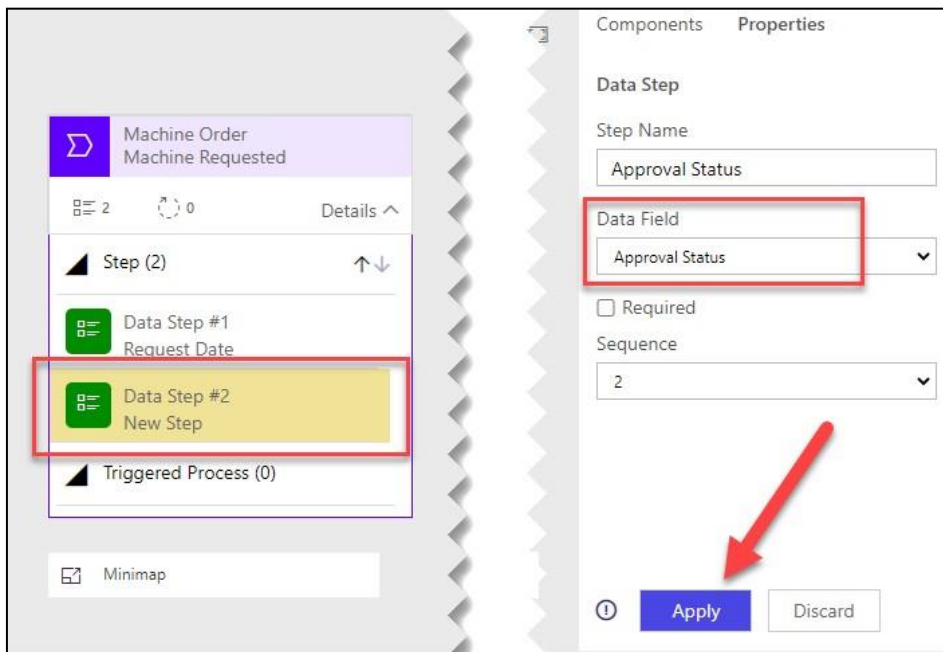 Machine Order
Machine Requested
2
0
Details
Step (2)
Data Step #1
Request Date
Data Step #2
New Step
Triggered Process (0)
Minimap
Components Properties
Data Step
Step Name
Approval Status
Data Field
Approval Status
Required
Sequence
2
Apply
Discard